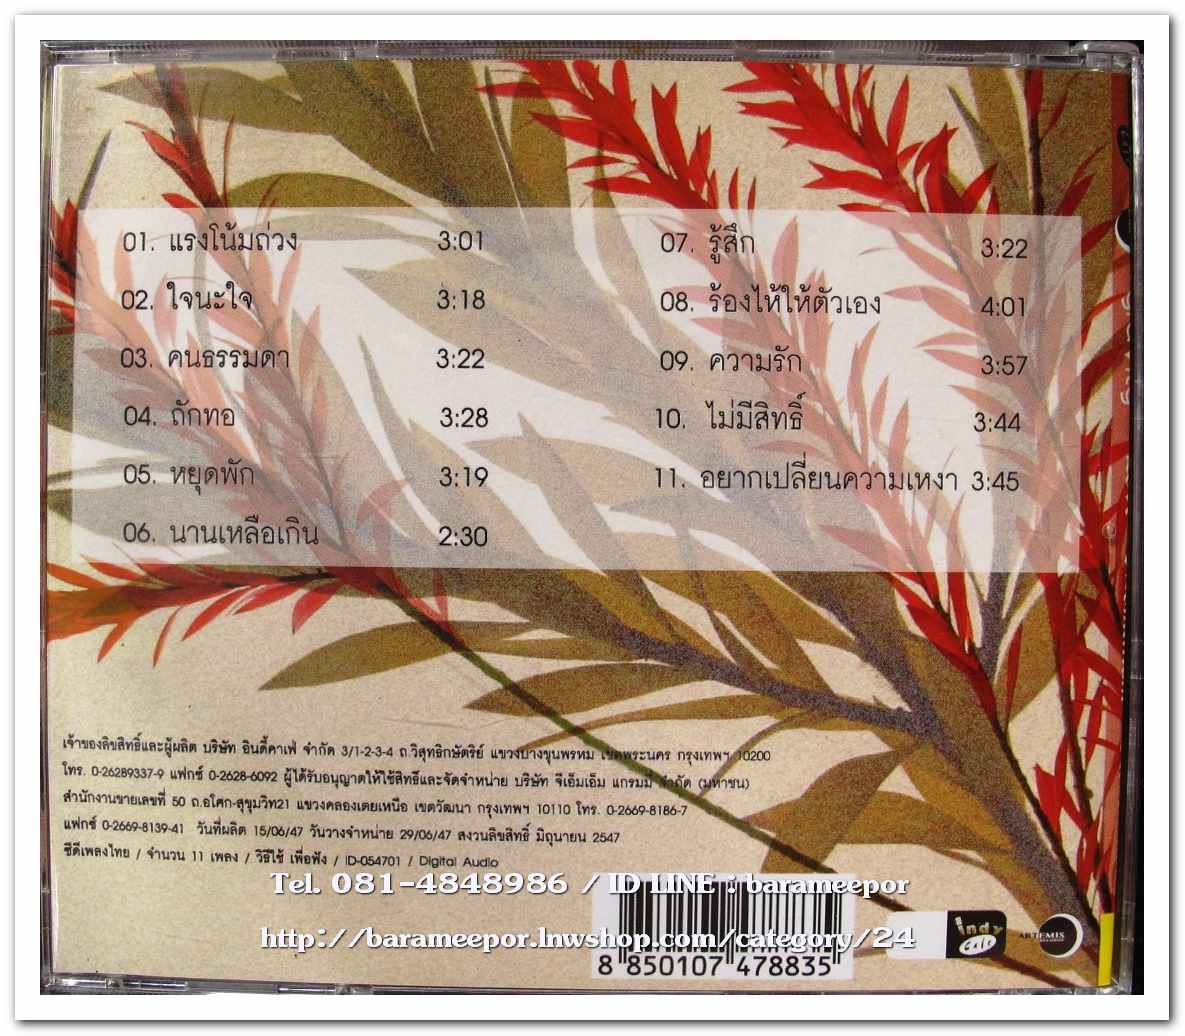 01. แรงโน้มถ่วง 3:01
02. ใจนะใจ 3:18
03. คนธรรมดา 3:22
04. ถักทอ 3:28
05. หยุดพัก 3:19
06. นานเหลือเกิน 2:30
07. รู้สึก 3:22
08. ร้องไห้ให้ตัวเอง 4:01
09. ความรัก 3:57
10. ไม่มีสิทธิ์ 3:44
11. อยากเปลี่ยนความเหงา 3:45
เจ้าของลิขสิทธิ์และผู้ผลิต บริษัท อินดี้คาเฟ่ จำกัด 3/1-2-3-4 ถ.วิสุทธิกษัตริย์ แขวงบางขุนพรหม เขตพระนคร กรุงเทพฯ 10200
โทร. 0-26289337-9 แฟกซ์ 0-2628-6092 ผู้ได้รับอนุญาตให้ใช้สิทธิ์และจัดจำหน่าย บริษัท จีเอ็มเอ็ม แกรมมี่ จำกัด (มหาชน)
สำนักงานขายเลขที่ 50 ถ.อโศก-สุขุมวิท21 แขวงคลองเตยเหนือ เขตวัฒนา กรุงเทพฯ 10110 โทร. 0-2669-8186-7
แฟกซ์ 0-2669-8139-41 วันที่ผลิต 15/06/47 วันวางจำหน่าย 29/06/47 สงวนลิขสิทธิ์ มิถุนายน 2547
ซีดีเพลงไทย / จำนวน 11 เพลง / วิธีใช้ เพื่อฟัง / ID-054701 / Digital Audio
Tel. 081-4848986 / ID LINE : barameepor
http://barameepor.lnwshop.com/category/24
8 850107 478835
indy cafe
ARTEMIS